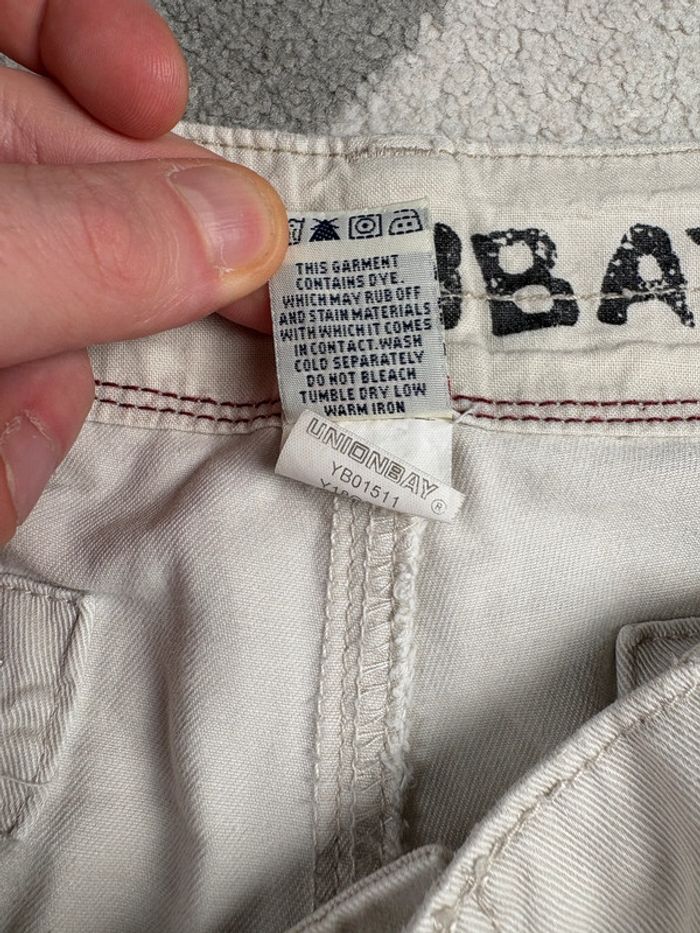 THIS GARMENT
CONTAINS DYE.
WHICH MAY RUB OFF
AND STAIN MATERIALS
WITH WHICH IT COMES
IN CONTACT.WASH
COLD SEPARATELY
DO NOT BLEACH
TUMBLE DRY LOW
WARM IRON
UNIONBAY®
YB01511
BBA